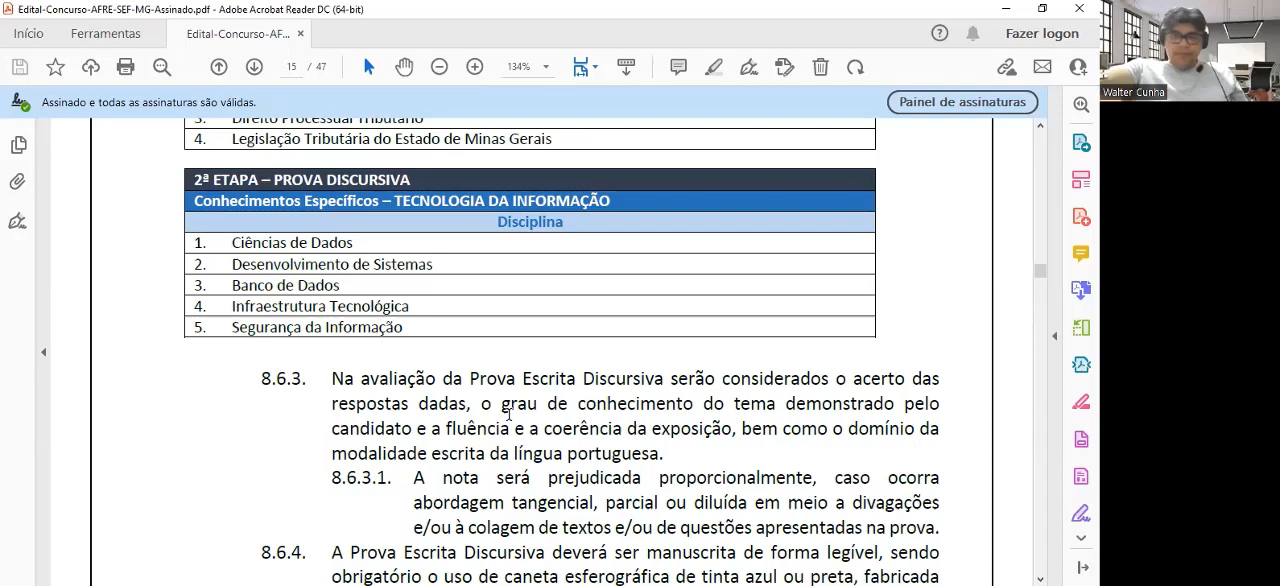 Edital-Concurso-AFRE-SEF-MG-Assinado.pdf - Adobe Acrobat Reader DC (64-bit)
Início Ferramentas Edital-Concurso-AF... × Fazer logon
15 / 47 134%
Assinado e todas as assinaturas são válidas. Painel de assinaturas
Walter Cunha
3. Direito Processual Tributário
4. Legislação Tributária do Estado de Minas Gerais
2ª ETAPA – PROVA DISCURSIVA
Conhecimentos Específicos – TECNOLOGIA DA INFORMAÇÃO
Disciplina
1. Ciências de Dados
2. Desenvolvimento de Sistemas
3. Banco de Dados
4. Infraestrutura Tecnológica
5. Segurança da Informação
8.6.3. Na avaliação da Prova Escrita Discursiva serão considerados o acerto das
respostas dadas, o grau de conhecimento do tema demonstrado pelo
candidato e a fluência e a coerência da exposição, bem como o domínio da
modalidade escrita da língua portuguesa.
8.6.3.1. A nota será prejudicada proporcionalmente, caso ocorra
abordagem tangencial, parcial ou diluída em meio a divagações
e/ou à colagem de textos e/ou de questões apresentadas na prova.
8.6.4. A Prova Escrita Discursiva deverá ser manuscrita de forma legível, sendo
obrigatório o uso de caneta esferográfica de tinta azul ou preta, fabricada